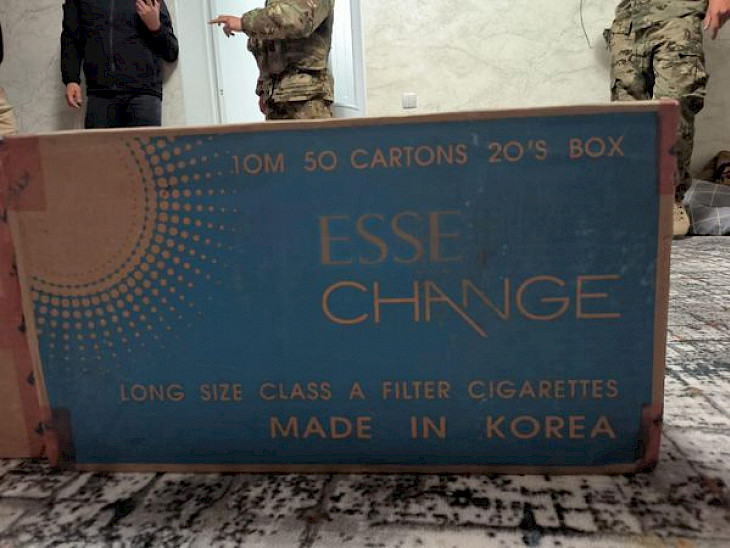 10M 50 CARTONS 20'S BOX
ESSE
CHANGE
LONG SIZE CLASS A FILTER CIGARETTES
MADE IN KOREA